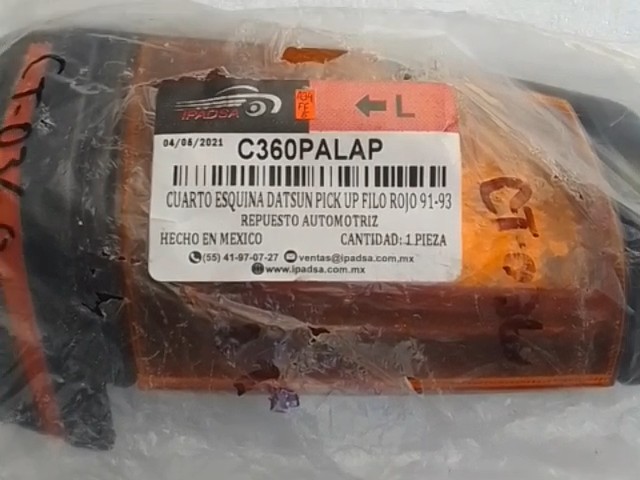 IPADSA
L
04/06/2021
C360PALAP
CUARTO ESQUINA DATSUN PICK UP FILO ROJO 91-93
REPUESTO AUTOMOTRIZ
HECHO EN MEXICO CANTIDAD: 1 PIEZA
(55) 41-97-07-27 ventas@ipadsa.com.mx
www.ipadsa.com.mx